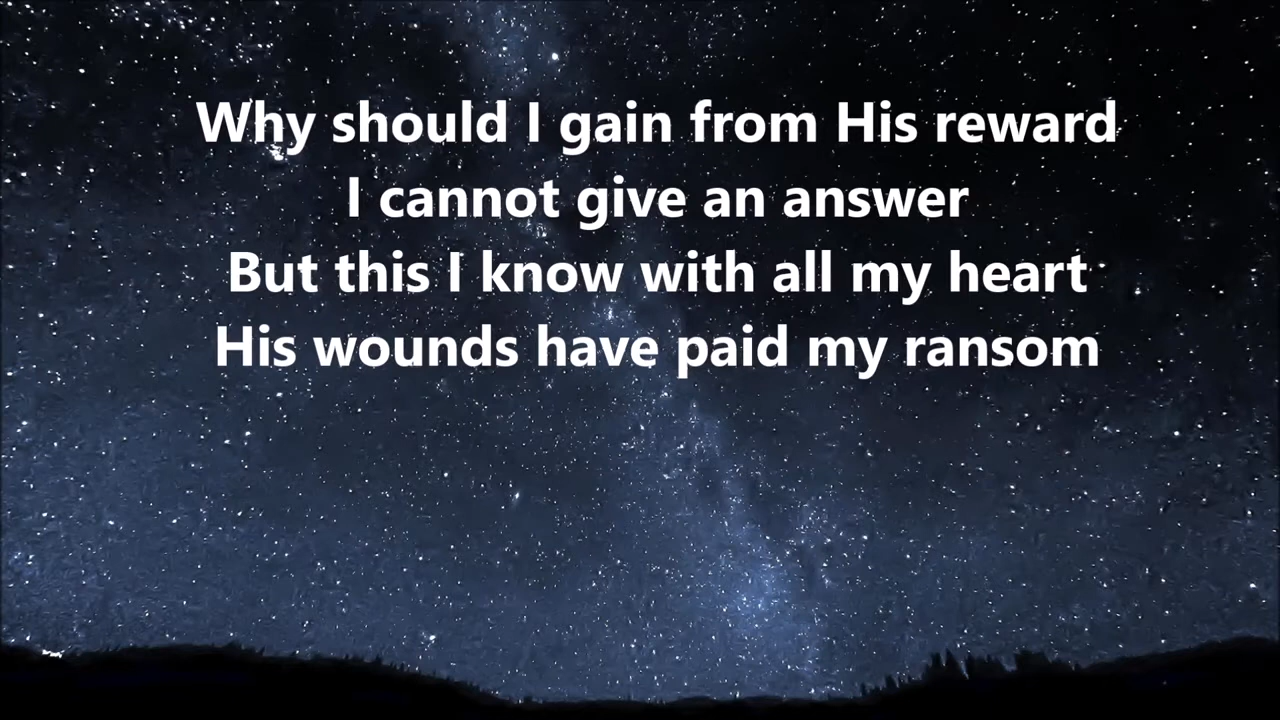 Why should I gain from His reward
I cannot give an answer
But this I know with all my heart
His wounds have paid my ransom